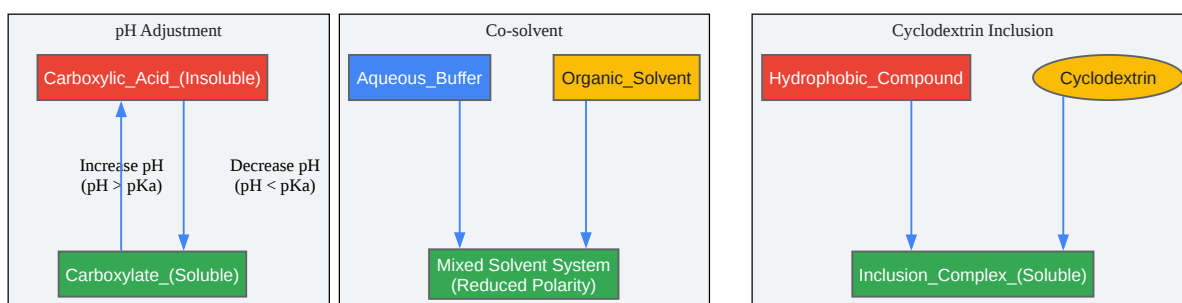 pH Adjustment
Carboxylic_Acid_(Insoluble)
Increase pH
(pH > pKa)
Decrease pH
(pH < pKa)
Carboxylate_(Soluble)
Co-solvent
Aqueous_Buffer
Organic_Solvent
Mixed Solvent System
(Reduced Polarity)
Cyclodextrin Inclusion
Hydrophobic_Compound
Cyclodextrin
Inclusion_Complex_(Soluble)